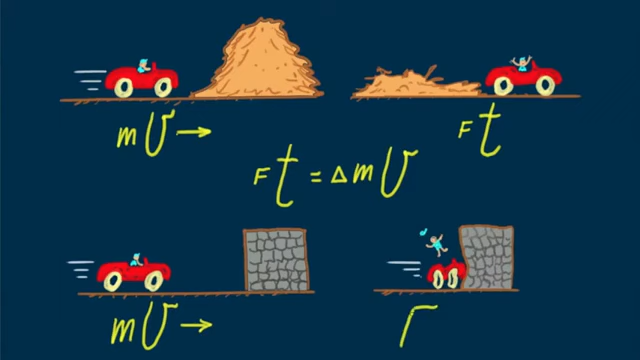 mv→
Ft
Ft = Δmv
mv→